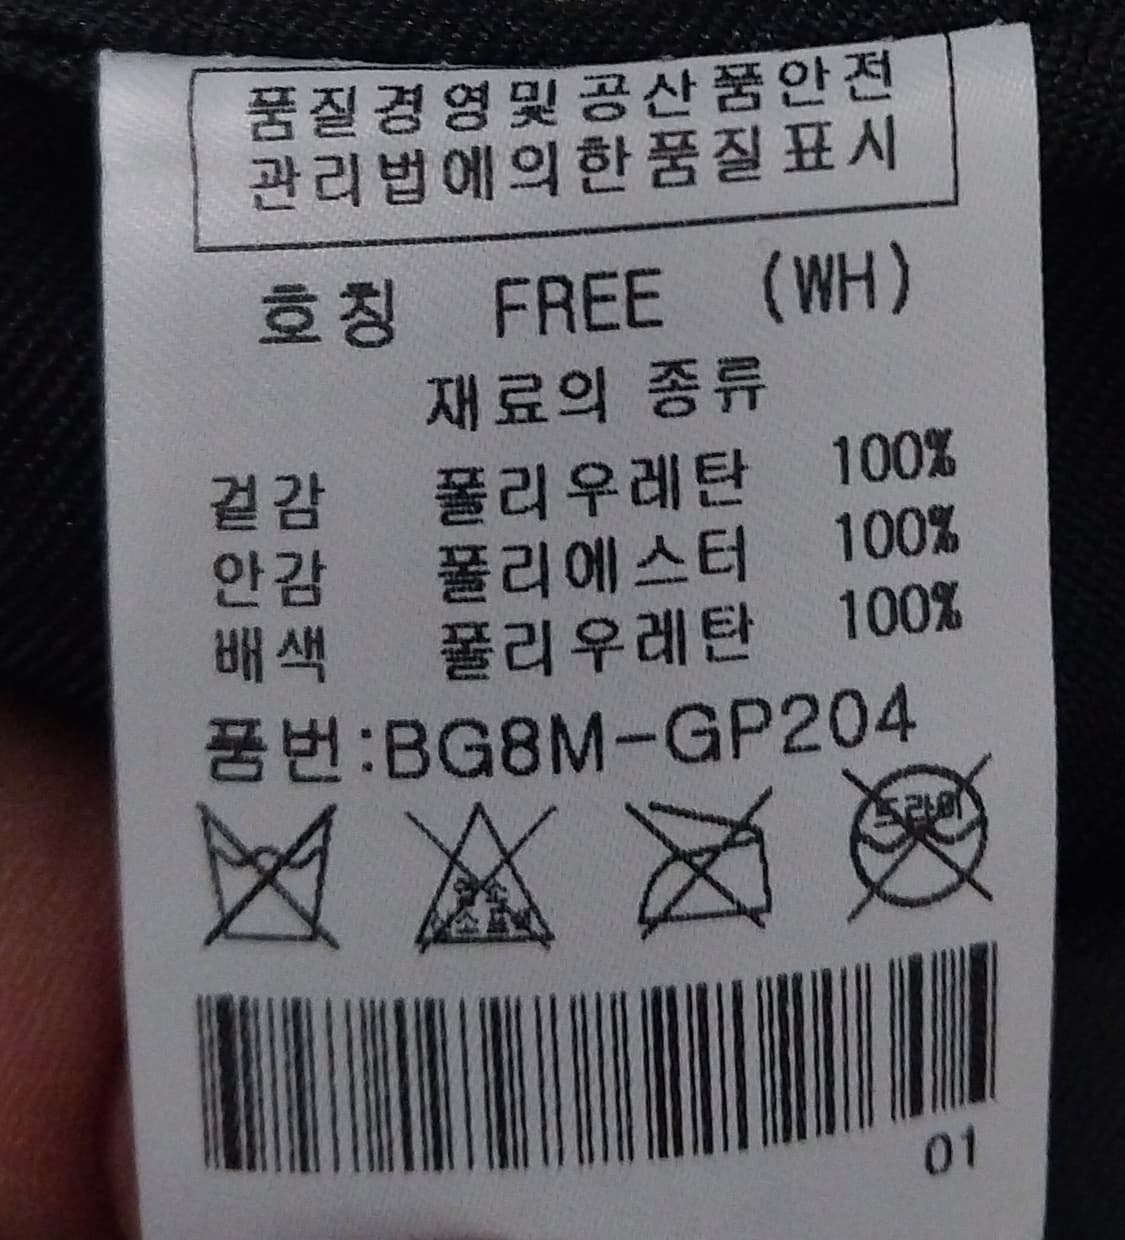 품질경영및공산품안전
관리법에의한품질표시
호칭 FREE (WH)
재료의 종류
겉감 폴리우레탄 100%
안감 폴리에스터 100%
배색 폴리우레탄 100%
품번:BG8M-GP204
드라이
01